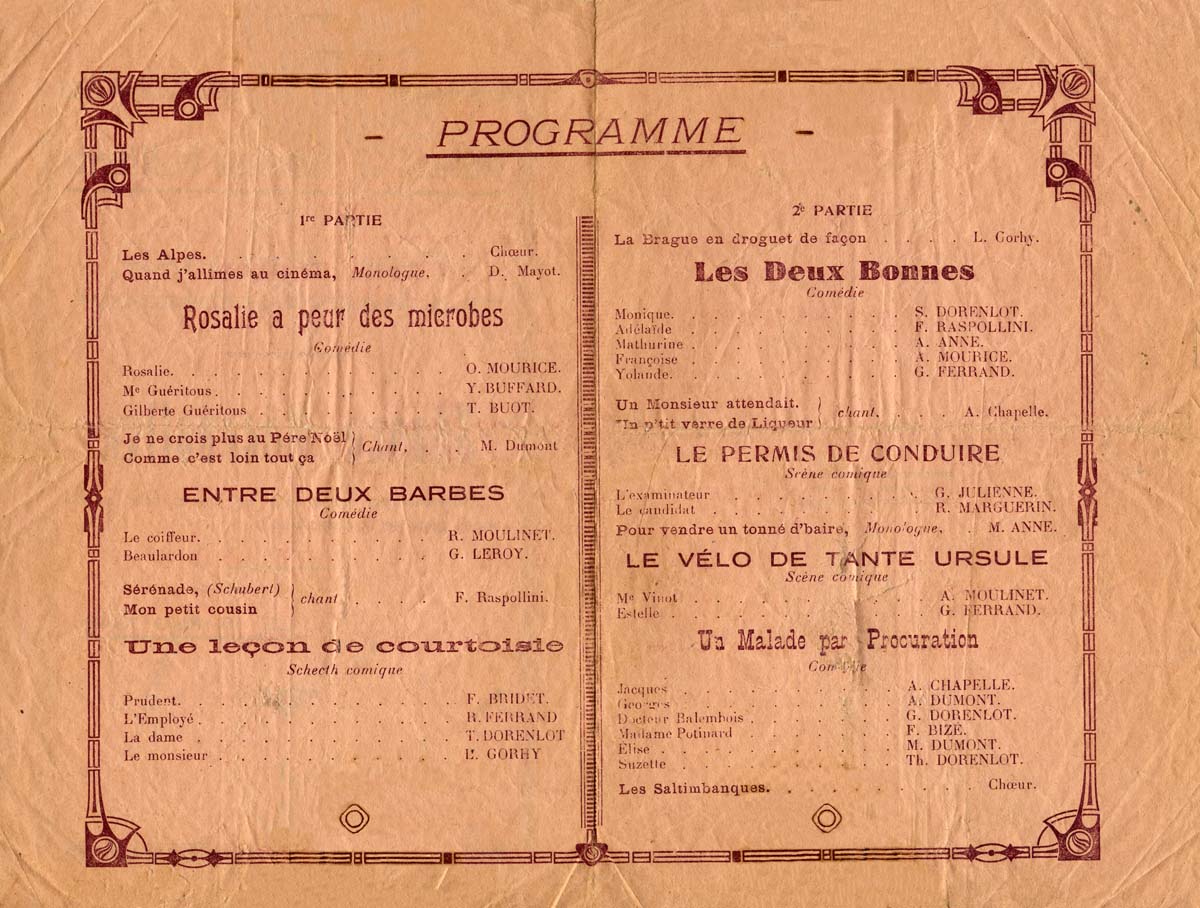 - PROGRAMME -
1re PARTIE
Les Alpes. . . . . . . . . Chœur.
Quand j'allîmes au cinéma, Monologue. . D. Mayot.
Rosalie a peur des microbes
Comédie
Rosalie. . . . . . . . . . O. MOURICE.
Me Guéritous . . . . . . . . . Y. BUFFARD.
Gilberte Guéritous . . . . . . . T. BUOT.
Je ne crois plus au Pére Noël
Comme c'est loin tout ça } Chant, . . M. Dumont
ENTRE DEUX BARBES
Comédie
Le coiffeur. . . . . . . . . . R. MOULINET.
Beaulardon . . . . . . . . . G. LEROY.
Sérénade, (Schubert)
Mon petit cousin } chant . . . . F. Raspollini.
Une leçon de courtoisie
Schecth comique
Prudent. . . . . . . . . . F. BRIDET.
L'Employé . . . . . . . . . R. FERRAND
La dame . . . . . . . . . T. DORENLOT
Le monsieur . . . . . . . . . GORHY
2e PARTIE
La Brague en droguet de façon . . . . L. Gorhy.
Les Deux Bonnes
Comédie
Monique. . . . . . . . . . S. DORENLOT.
Adélaïde . . . . . . . . . F. RASPOLLINI.
Mathurine . . . . . . . . . A. ANNE.
Françoise . . . . . . . . . A. MOURICE.
Yolande. . . . . . . . . . G. FERRAND.
Un Monsieur attendait.
Un p'tit verre de Liqueur } chant. . . . A. Chapelle.
LE PERMIS DE CONDUIRE
Scène comique
L'examinateur . . . . . . . . G. JULIENNE.
Le candidat . . . . . . . . R. MARGUERIN.
Pour vendre un tonné d'baire, Monologue, . M. ANNE.
LE VÉLO DE TANTE URSULE
Scène comique
Me Vinot . . . . . . . . . A. MOULINET.
Estelle . . . . . . . . . G. FERRAND.
Un Malade par Procuration
Comédie
Jacques . . . . . . . . . A. CHAPELLE.
Georges . . . . . . . . . A. DUMONT.
Docteur Balembois . . . . . . . G. DORENLOT.
Madame Potinard . . . . . . . F. BIZE.
Élise . . . . . . . . . . M. DUMONT.
Suzette . . . . . . . . . Th. DORENLOT.
Les Saltimbanques. . . . . . . . . Chœur.